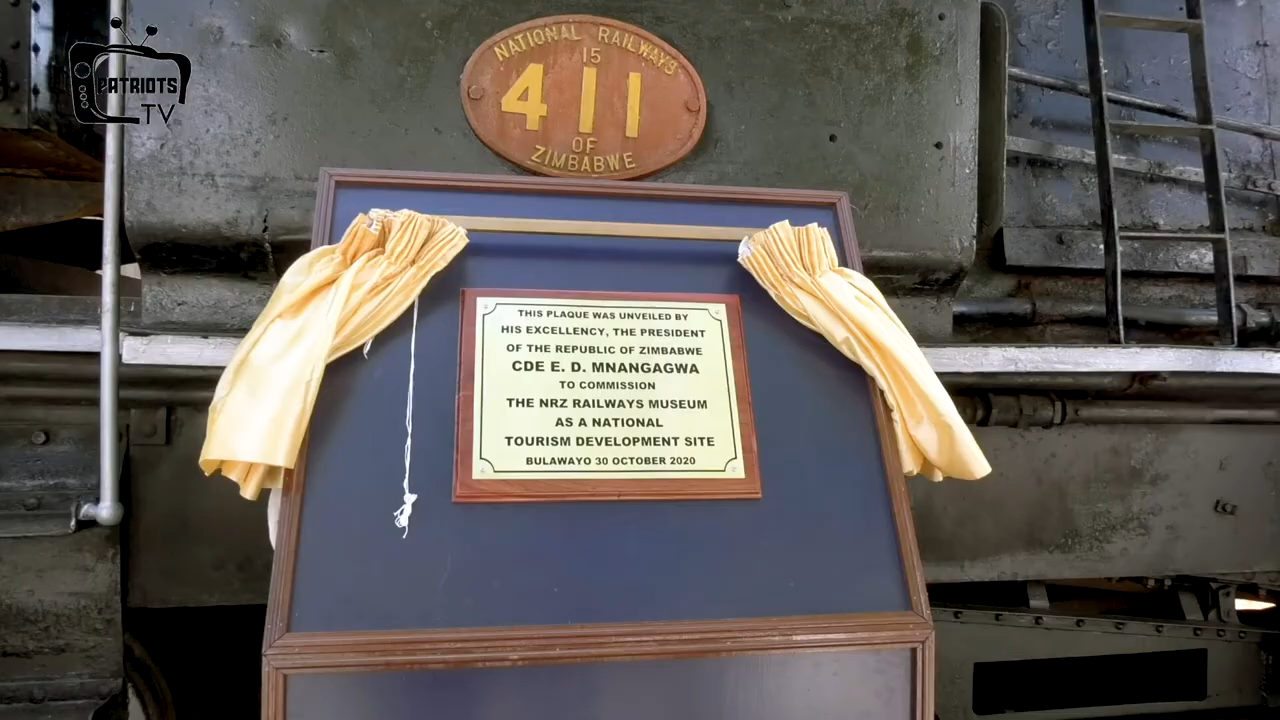 PATRIOTS
TV
NATIONAL RAILWAYS
15
411
OF
ZIMBABWE
THIS PLAQUE WAS UNVEILED BY
HIS EXCELLENCY, THE PRESIDENT
OF THE REPUBLIC OF ZIMBABWE
CDE E. D. MNANGAGWA
TO COMMISSION
THE NRZ RAILWAYS MUSEUM
AS A NATIONAL
TOURISM DEVELOPMENT SITE
BULAWAYO 30 OCTOBER 2020